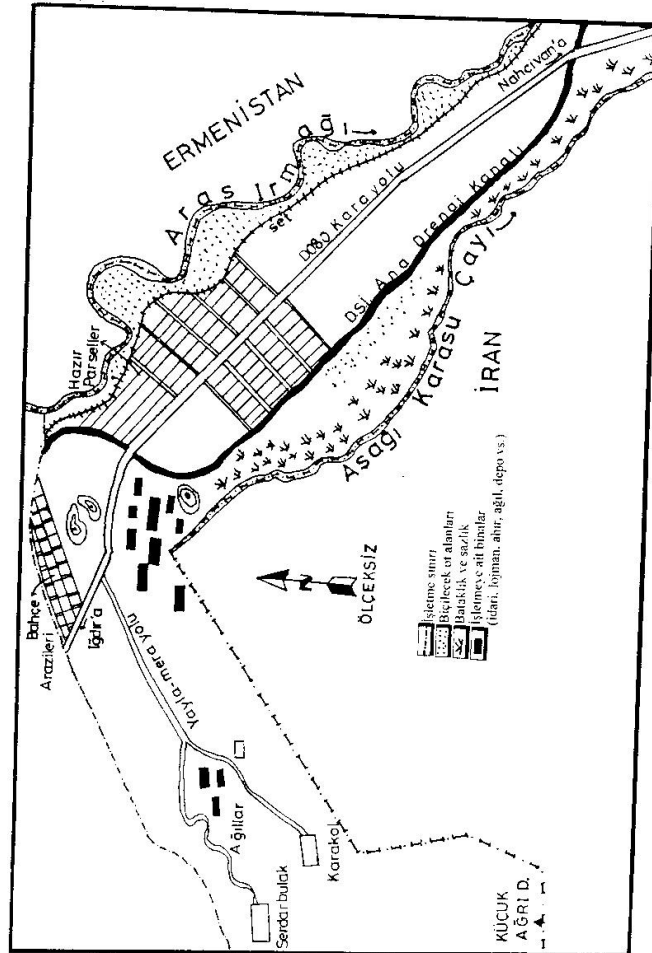 ERMENİSTAN
Aras Irmağı
Nahcivan'a
set
D080 Karayolu
DSİ. Ana Drenaj Kanalı
Hazır
Parseller
Aşağı Karasu Çayı
İRAN
Bahçe
Arazileri
Iğdır'a
Yayla-mera yolu
N
ÖLÇEKSİZ
İşletme sınırı
Biçilecek ot alanları
Bataklık ve sazlık
İşletmeye ait binalar
(idari, lojman, ahır, ağıl, depo vs.)
Ağıllar
Karakol
Serdarbulak
KÜÇÜK
AĞRI D.